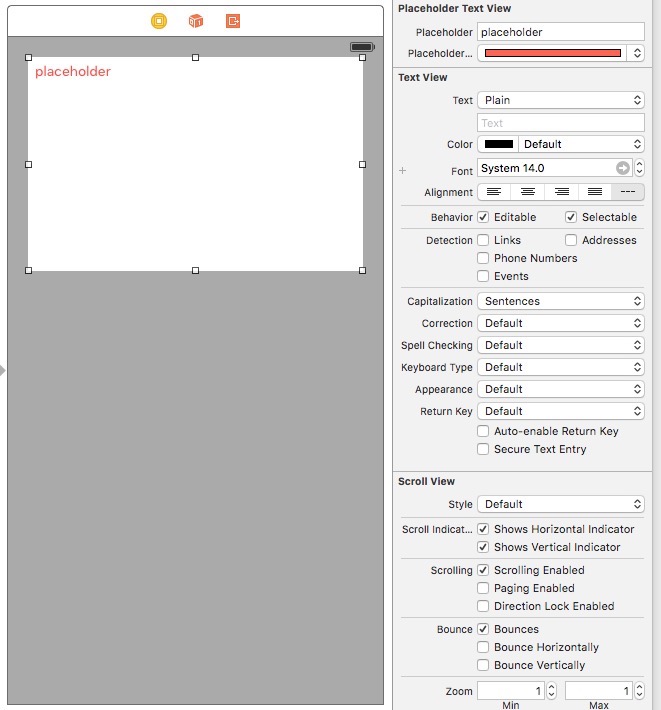 placeholder
Placeholder Text View
Placeholder placeholder
Placeholder...
Text View
Text Plain
Text
Color Default
+ Font System 14.0
Alignment ---
Behavior Editable Selectable
Detection Links Addresses
Phone Numbers
Events
Capitalization Sentences
Correction Default
Spell Checking Default
Keyboard Type Default
Appearance Default
Return Key Default
Auto-enable Return Key
Secure Text Entry
Scroll View
Style Default
Scroll Indicat... Shows Horizontal Indicator
Shows Vertical Indicator
Scrolling Scrolling Enabled
Paging Enabled
Direction Lock Enabled
Bounce Bounces
Bounce Horizontally
Bounce Vertically
Zoom 1 1
Min Max